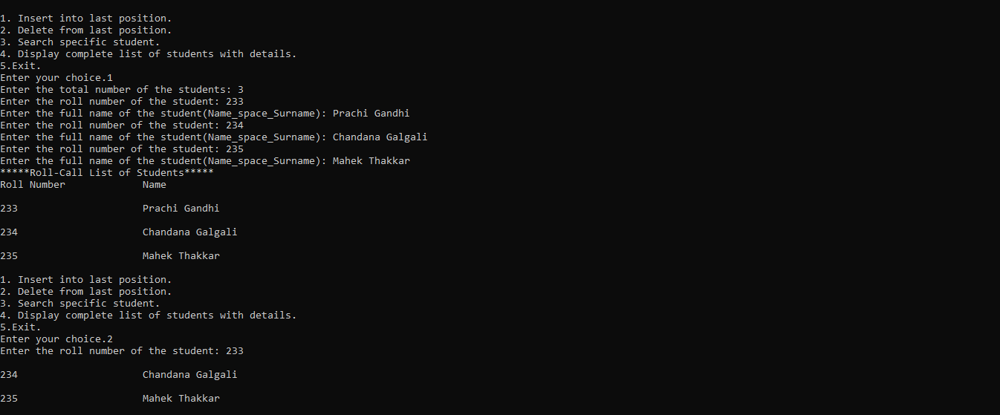 1. Insert into last position.
2. Delete from last position.
3. Search specific student.
4. Display complete list of students with details.
5.Exit.
Enter your choice.1
Enter the total number of the students: 3
Enter the roll number of the student: 233
Enter the full name of the student(Name_space_Surname): Prachi Gandhi
Enter the roll number of the student: 234
Enter the full name of the student(Name_space_Surname): Chandana Galgali
Enter the roll number of the student: 235
Enter the full name of the student(Name_space_Surname): Mahek Thakkar
*****Roll-Call List of Students*****
Roll Number             Name
233                     Prachi Gandhi
234                     Chandana Galgali
235                     Mahek Thakkar
1. Insert into last position.
2. Delete from last position.
3. Search specific student.
4. Display complete list of students with details.
5.Exit.
Enter your choice.2
Enter the roll number of the student: 233
234                     Chandana Galgali
235                     Mahek Thakkar